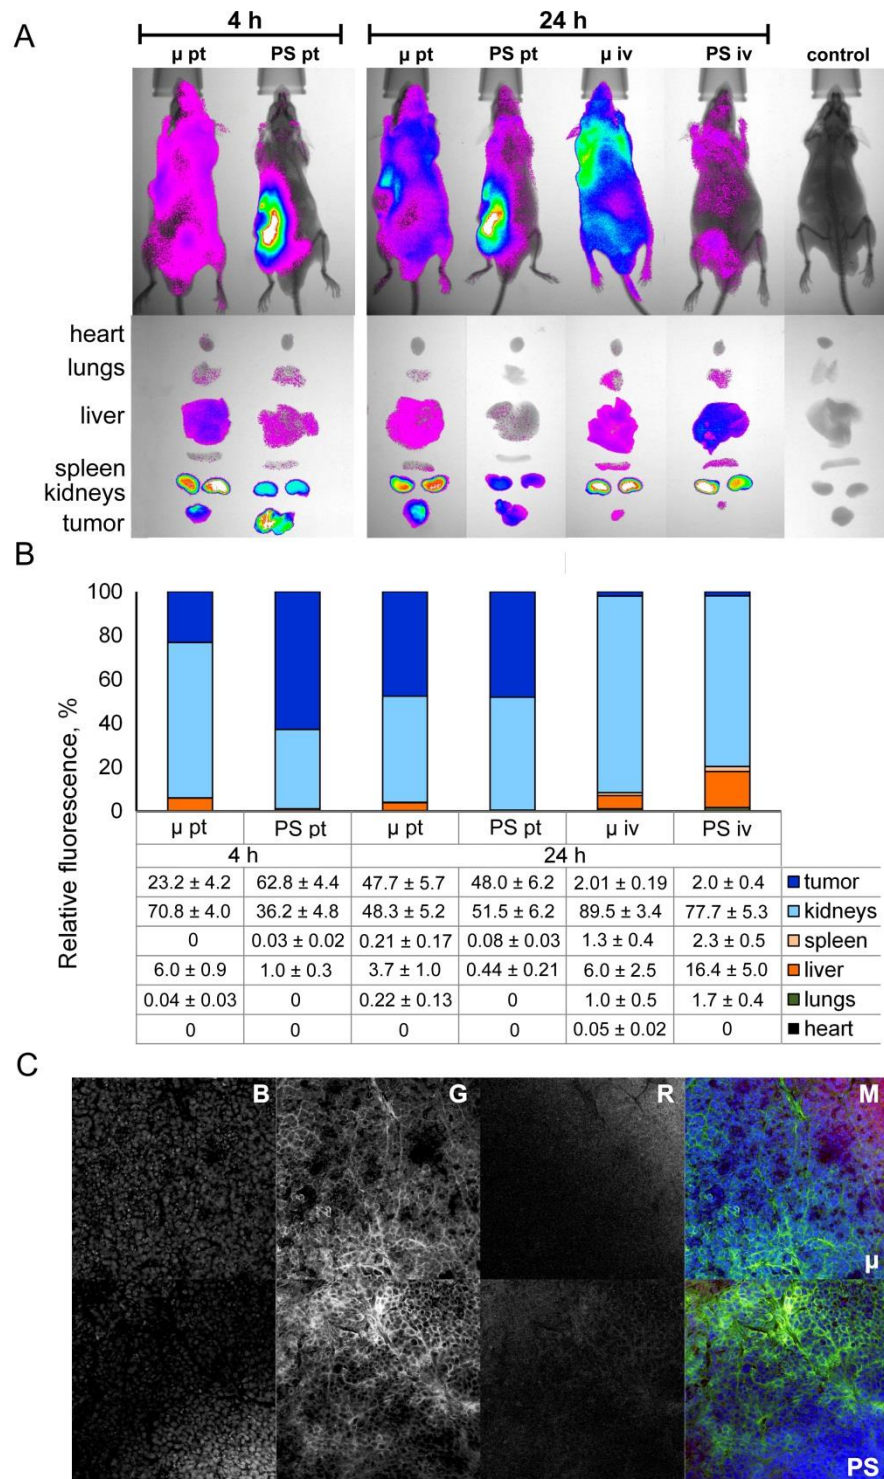 A
4 h
24 h
µ pt
PS pt
µ pt
PS pt
µ iv
PS iv
control
heart
lungs
liver
spleen
kidneys
tumor
B
Relative fluorescence, %
100
80
60
40
20
0
µ pt PS pt µ pt PS pt µ iv PS iv
4 h 24 h
23.2 ± 4.2 62.8 ± 4.4 47.7 ± 5.7 48.0 ± 6.2 2.01 ± 0.19 2.0 ± 0.4 tumor
70.8 ± 4.0 36.2 ± 4.8 48.3 ± 5.2 51.5 ± 6.2 89.5 ± 3.4 77.7 ± 5.3 kidneys
0 0.03 ± 0.02 0.21 ± 0.17 0.08 ± 0.03 1.3 ± 0.4 2.3 ± 0.5 spleen
6.0 ± 0.9 1.0 ± 0.3 3.7 ± 1.0 0.44 ± 0.21 6.0 ± 2.5 16.4 ± 5.0 liver
0.04 ± 0.03 0 0.22 ± 0.13 0 1.0 ± 0.5 1.7 ± 0.4 lungs
0 0 0 0 0.05 ± 0.02 0 heart
C
B G R M
µ
PS